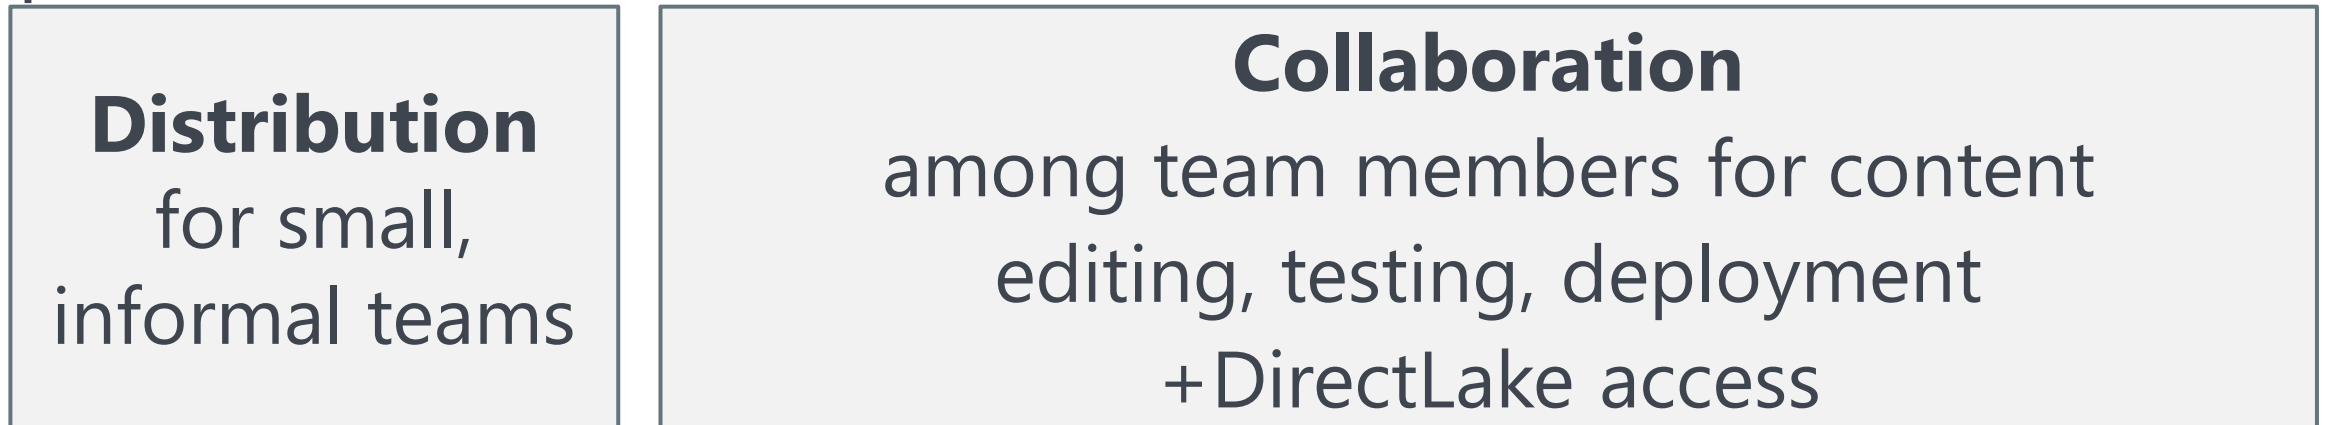 Distribution
for small,
informal teams
Collaboration
among team members for content
editing, testing, deployment
+DirectLake access